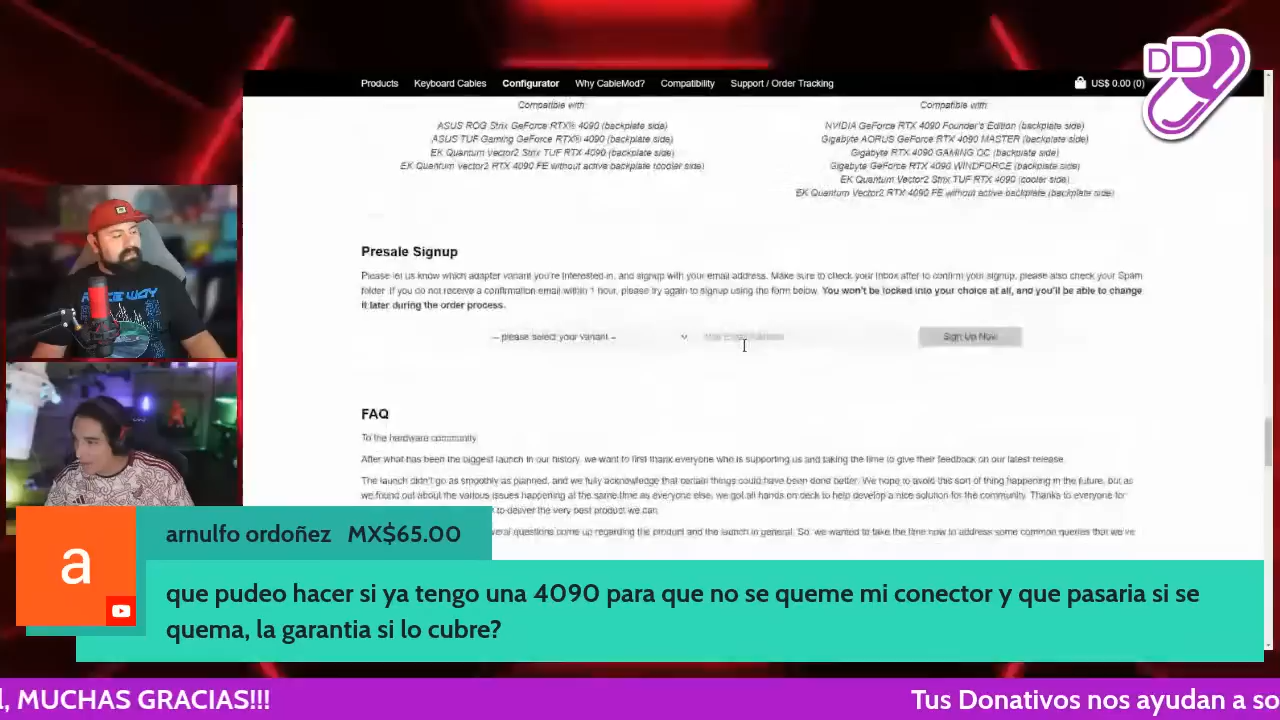 Products Keyboard Cables Configurator Why CableMod? Compatibility Support / Order Tracking US$ 0.00 (0)
DD
Compatible with:
ASUS ROG Strix GeForce RTX® 4090 (backplate side)
ASUS TUF Gaming GeForce RTX® 4090 (backplate side)
EK Quantum Vector2 Strix TUF RTX 4090 (backplate side)
EK Quantum vector2 RTX 4090 FE without active backplate (cooler side)
Compatible with:
NVIDIA GeForce RTX 4090 Founder's Edition (backplate side)
Gigabyte AORUS GeForce RTX 4090 MASTER (backplate side)
Gigabyte RTX 4090 GAMING OC (backplate side)
Gigabyte GeForce RTX 4090 WINDFORCE (backplate side)
EK Quantum Vector2 Strix TUF RTX 4090 (cooler side)
EK Quantum Vector2 RTX 4090 FE without active backplate (backplate side)
Presale Signup
Please let us know which adapter variant you're interested in, and signup with your email address. Make sure to check your inbox after to confirm your signup, please also check your Spam
folder. If you do not receive a confirmation email within 1 hour, please try again to signup using the form below. You won't be locked into your choice at all, and you'll be able to change
it later during the order process.
-- please select your variant -- Sign Up Now
FAQ
To the hardware community
After what has been the biggest launch in our history, we want to first thank everyone who is supporting us and taking the time to give their feedback on our latest release.
The launch didn't go as smoothly as planned, and we fully acknowledge that certain things could have been done better. We hope to avoid this sort of thing happening in the future, but as
we found out about the various issues happening at the same time as everyone else, we got all hands on deck to help develop a nice solution for the community. Thanks to everyone for
to deliver the very best product we can.
questions come up regarding the product and the launch in general. So, we wanted to take the time now to address some common queries that we've
a
arnulfo ordoñez MX$65.00
que pudeo hacer si ya tengo una 4090 para que no se queme mi conector y que pasaria si se
quema, la garantia si lo cubre?
, MUCHAS GRACIAS!!! Tus Donativos nos ayudan a so